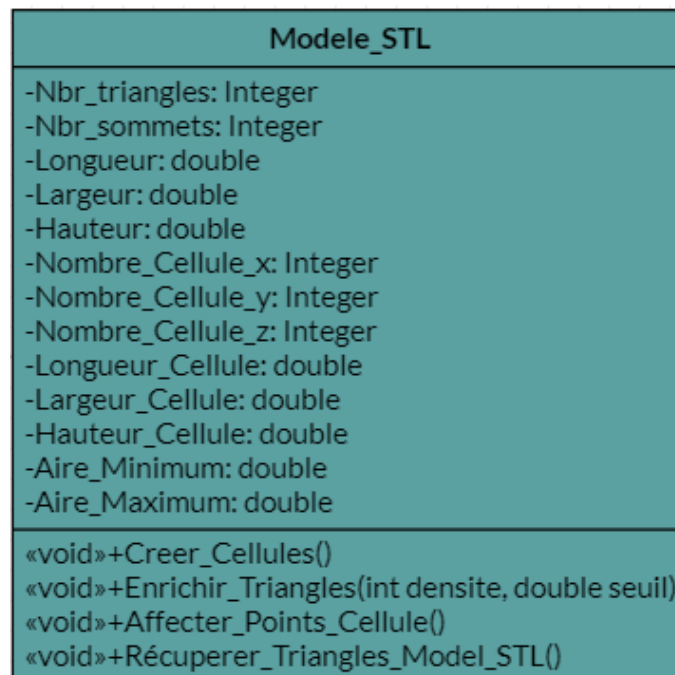 Modele_STL
-Nbr_triangles: Integer
-Nbr_sommets: Integer
-Longueur: double
-Largeur: double
-Hauteur: double
-Nombre_Cellule_x: Integer
-Nombre_Cellule_y: Integer
-Nombre_Cellule_z: Integer
-Longueur_Cellule: double
-Largeur_Cellule: double
-Hauteur_Cellule: double
-Aire_Minimum: double
-Aire_Maximum: double
«void»+Creer_Cellules()
«void»+Enrichir_Triangles(int densite, double seuil)
«void»+Affecter_Points_Cellule()
«void»+Récuperer_Triangles_Model_STL()